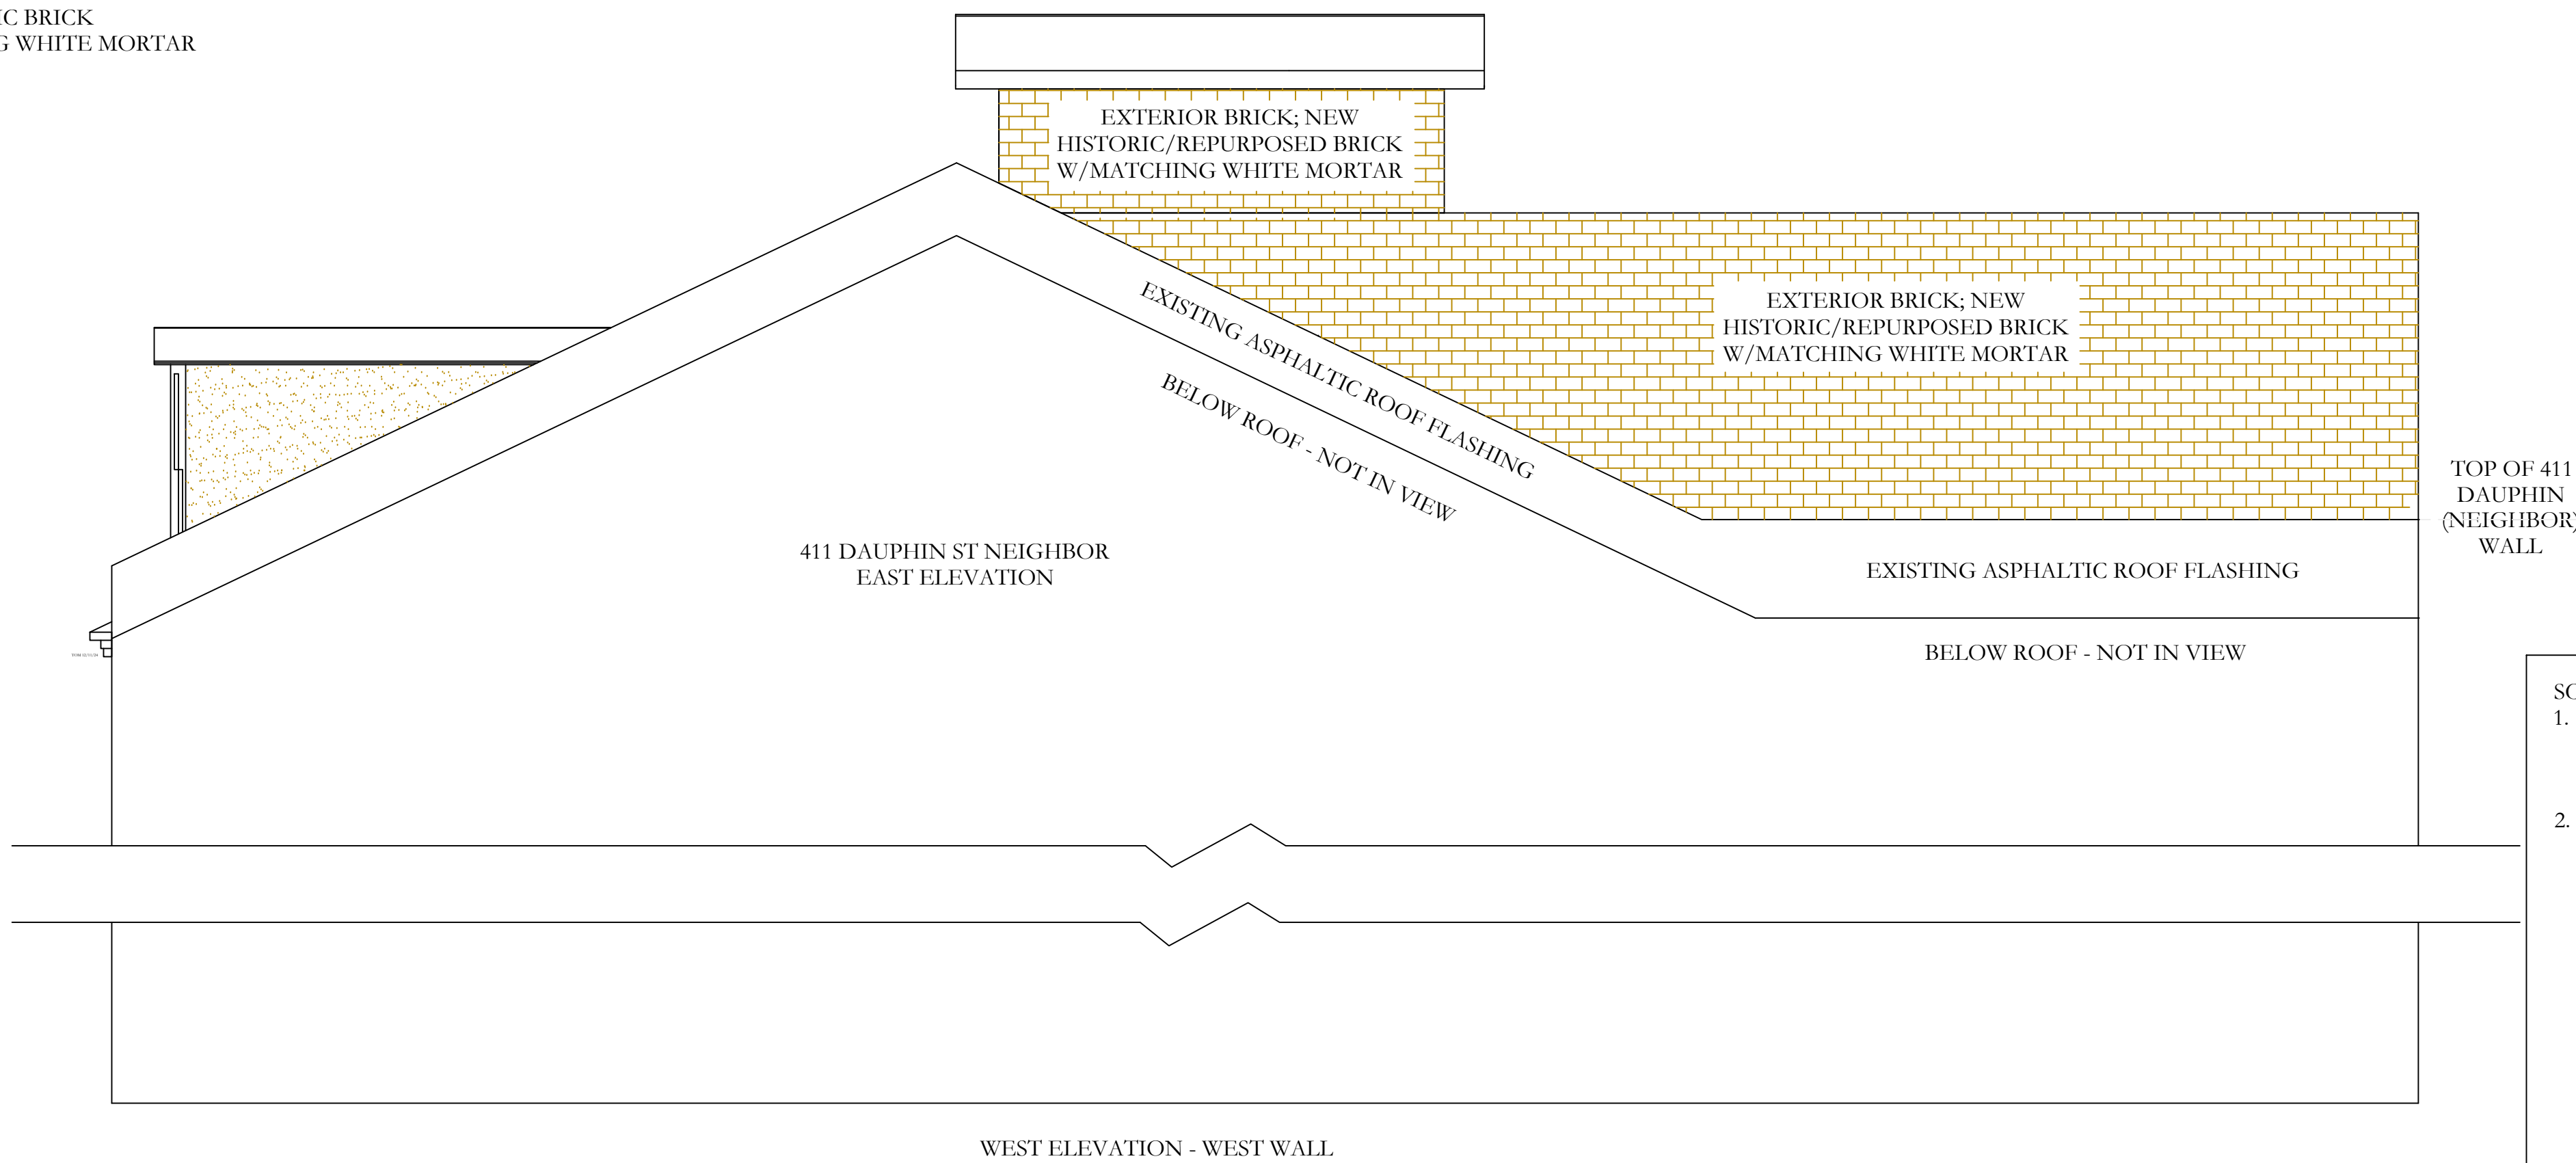 IC BRICK
G WHITE MORTAR
EXTERIOR BRICK; NEW
HISTORIC/REPURPOSED BRICK
W/MATCHING WHITE MORTAR
EXTERIOR BRICK; NEW
HISTORIC/REPURPOSED BRICK
W/MATCHING WHITE MORTAR
EXISTING ASPHALTIC ROOF FLASHING
BELOW ROOF - NOT IN VIEW
TOP OF 411
DAUPHIN
(NEIGHBOR)
WALL
411 DAUPHIN ST NEIGHBOR
EAST ELEVATION
EXISTING ASPHALTIC ROOF FLASHING
BELOW ROOF - NOT IN VIEW
1.
2.
WEST ELEVATION - WEST WALL